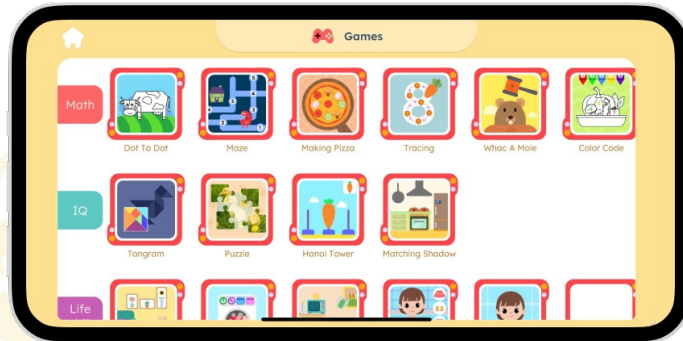 Games
Math
Dot To Dot
Maze
Making Pizza
Tracing
Whac A Mole
Color Code
IQ
Tangram
Puzzle
Hanoi Tower
Matching Shadow
Life